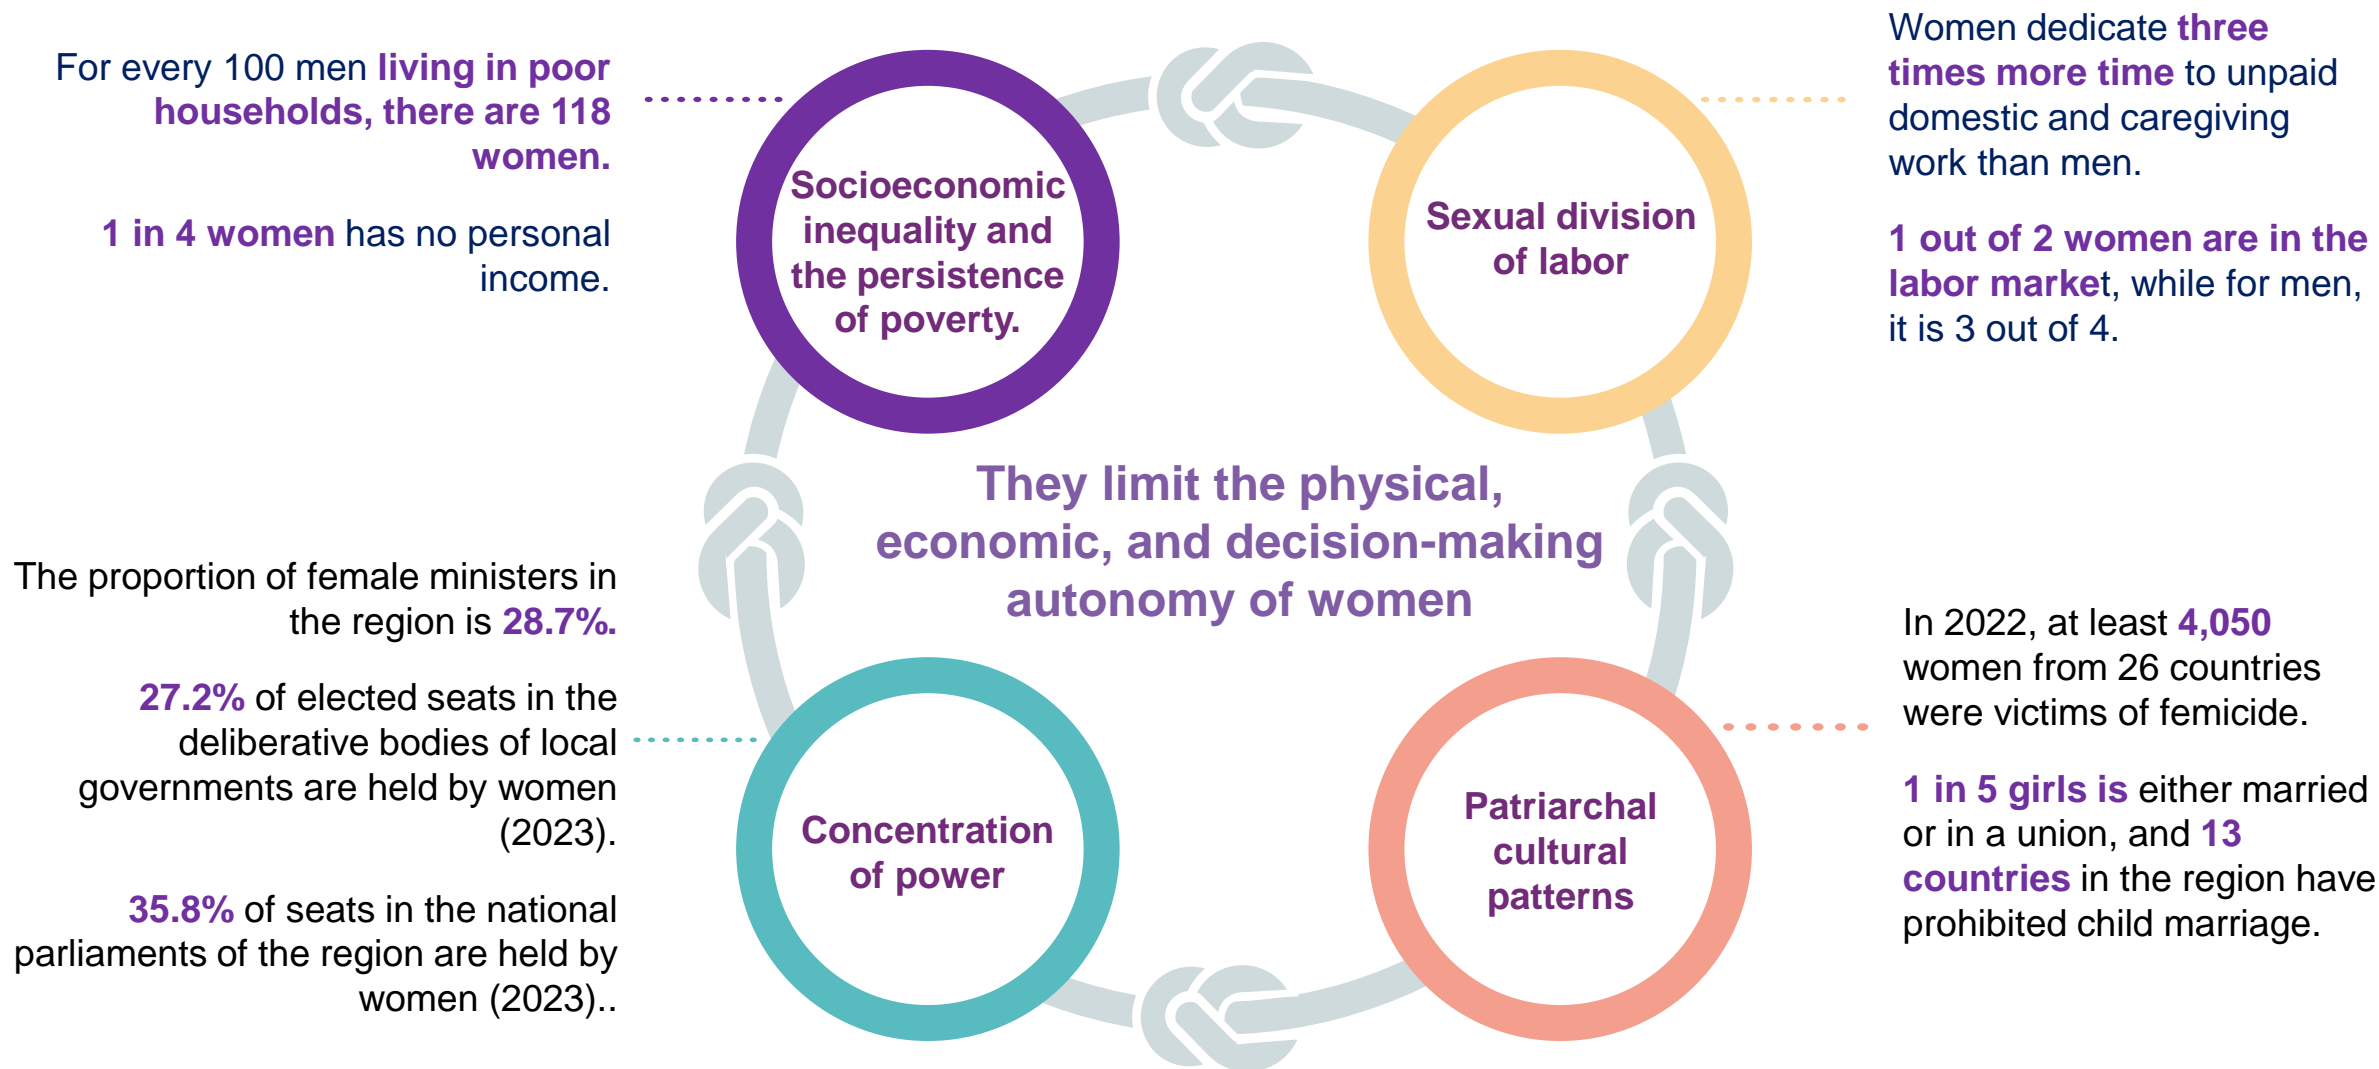 For every 100 men living in poor
households, there are 118
women.
1 in 4 women has no personal
income.
Socioeconomic
inequality and
the persistence
of poverty.
Sexual division
of labor
Women dedicate three
times more time to unpaid
domestic and caregiving
work than men.
1 out of 2 women are in the
labor market, while for men,
it is 3 out of 4.
They limit the physical,
economic, and decision-making
autonomy of women
The proportion of female ministers in
the region is 28.7%.
27.2% of elected seats in the
deliberative bodies of local
governments are held by women
(2023).
35.8% of seats in the national
parliaments of the region are held by
women (2023)..
Concentration
of power
Patriarchal
cultural
patterns
In 2022, at least 4,050
women from 26 countries
were victims of femicide.
1 in 5 girls is either married
or in a union, and 13
countries in the region have
prohibited child marriage.